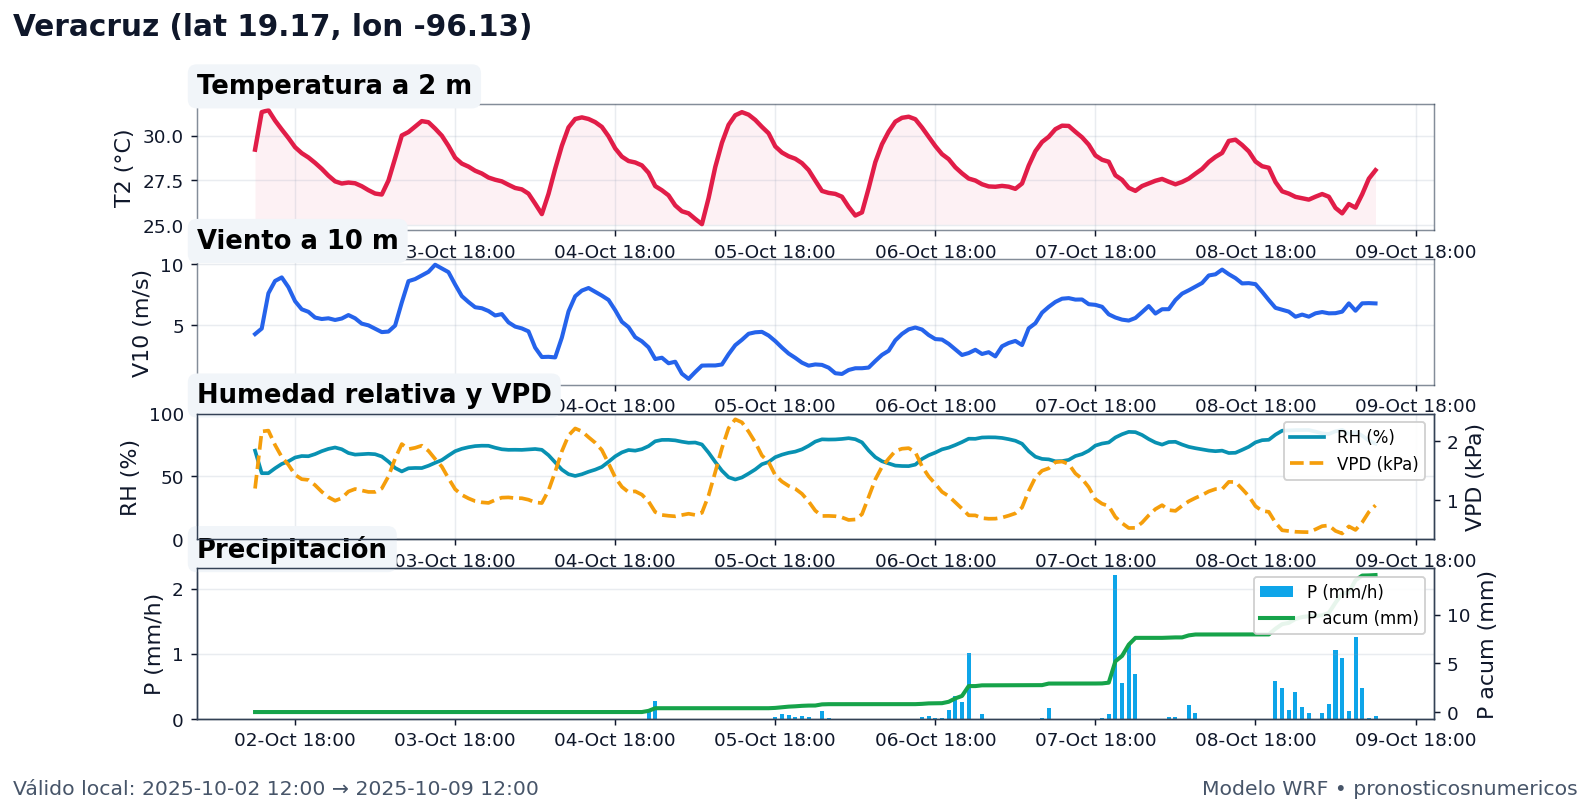 Veracruz (lat 19.17, lon -96.13)
Temperatura a 2 m
30.0
27.5
25.0
T2 (°C)
3-Oct 18:00 04-Oct 18:00 05-Oct 18:00 06-Oct 18:00 07-Oct 18:00 08-Oct 18:00 09-Oct 18:00
Viento a 10 m
10
5
V10 (m/s)
04-Oct 18:00 05-Oct 18:00 06-Oct 18:00 07-Oct 18:00 08-Oct 18:00 09-Oct 18:00
Humedad relativa y VPD
100
50
0
RH (%)
RH (%)
VPD (kPa)
2
1
VPD (kPa)
03-Oct 18:00 04-Oct 18:00 05-Oct 18:00 06-Oct 18:00 07-Oct 18:00 08-Oct 18:00 09-Oct 18:00
Precipitación
2
1
0
P (mm/h)
P (mm/h)
P acum (mm)
10
5
0
P acum (mm)
02-Oct 18:00 03-Oct 18:00 04-Oct 18:00 05-Oct 18:00 06-Oct 18:00 07-Oct 18:00 08-Oct 18:00 09-Oct 18:00
Válido local: 2025-10-02 12:00 → 2025-10-09 12:00
Modelo WRF • pronosticosnumericos